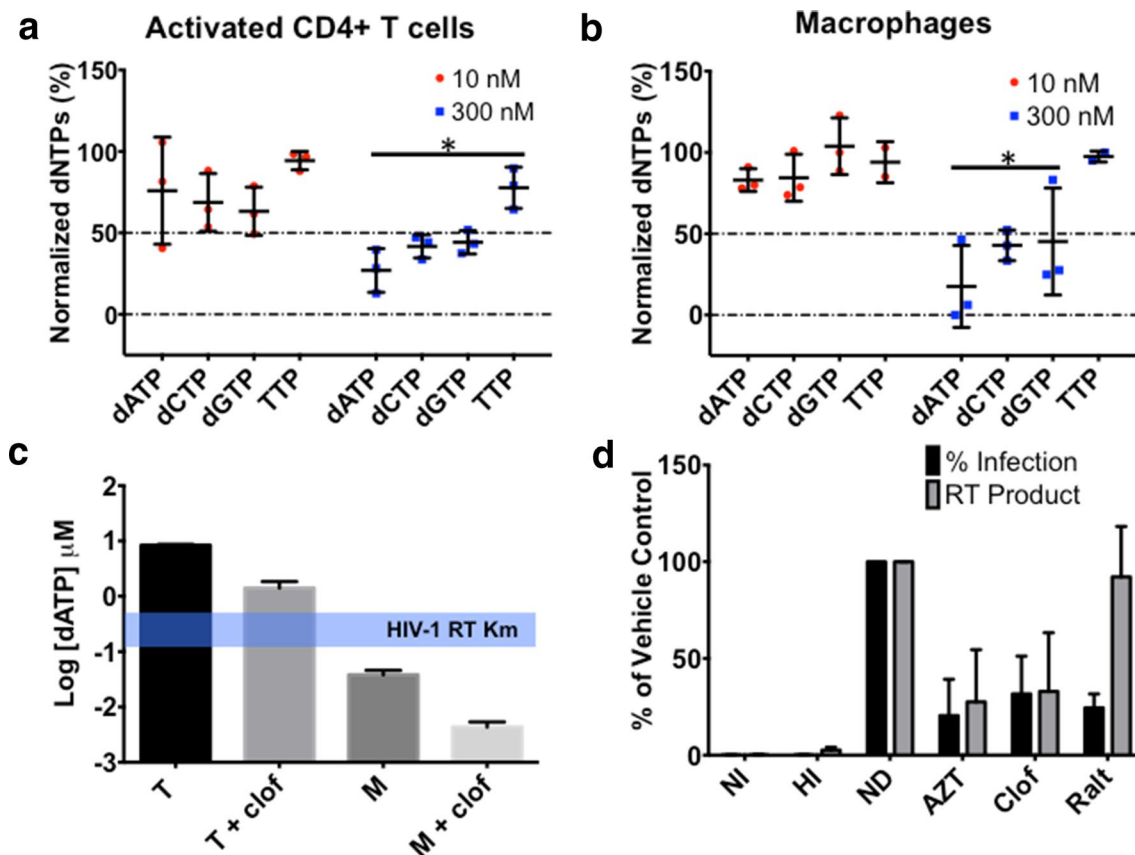 a
Activated CD4+ T cells
Normalized dNTPs (%)
150
100
50
0
10 nM
300 nM
*
dATP
dCTP
dGTP
TTP
dATP
dCTP
dGTP
TTP
b
Macrophages
Normalized dNTPs (%)
150
100
50
0
10 nM
300 nM
*
dATP
dCTP
dGTP
TTP
dATP
dCTP
dGTP
TTP
c
Log [dATP] μM
2
1
0
-1
-2
-3
HIV-1 RT Km
T
T + clof
M
M + clof
d
% of Vehicle Control
150
100
50
0
% Infection
RT Product
NI
HI
ND
AZT
Clof
Ralt